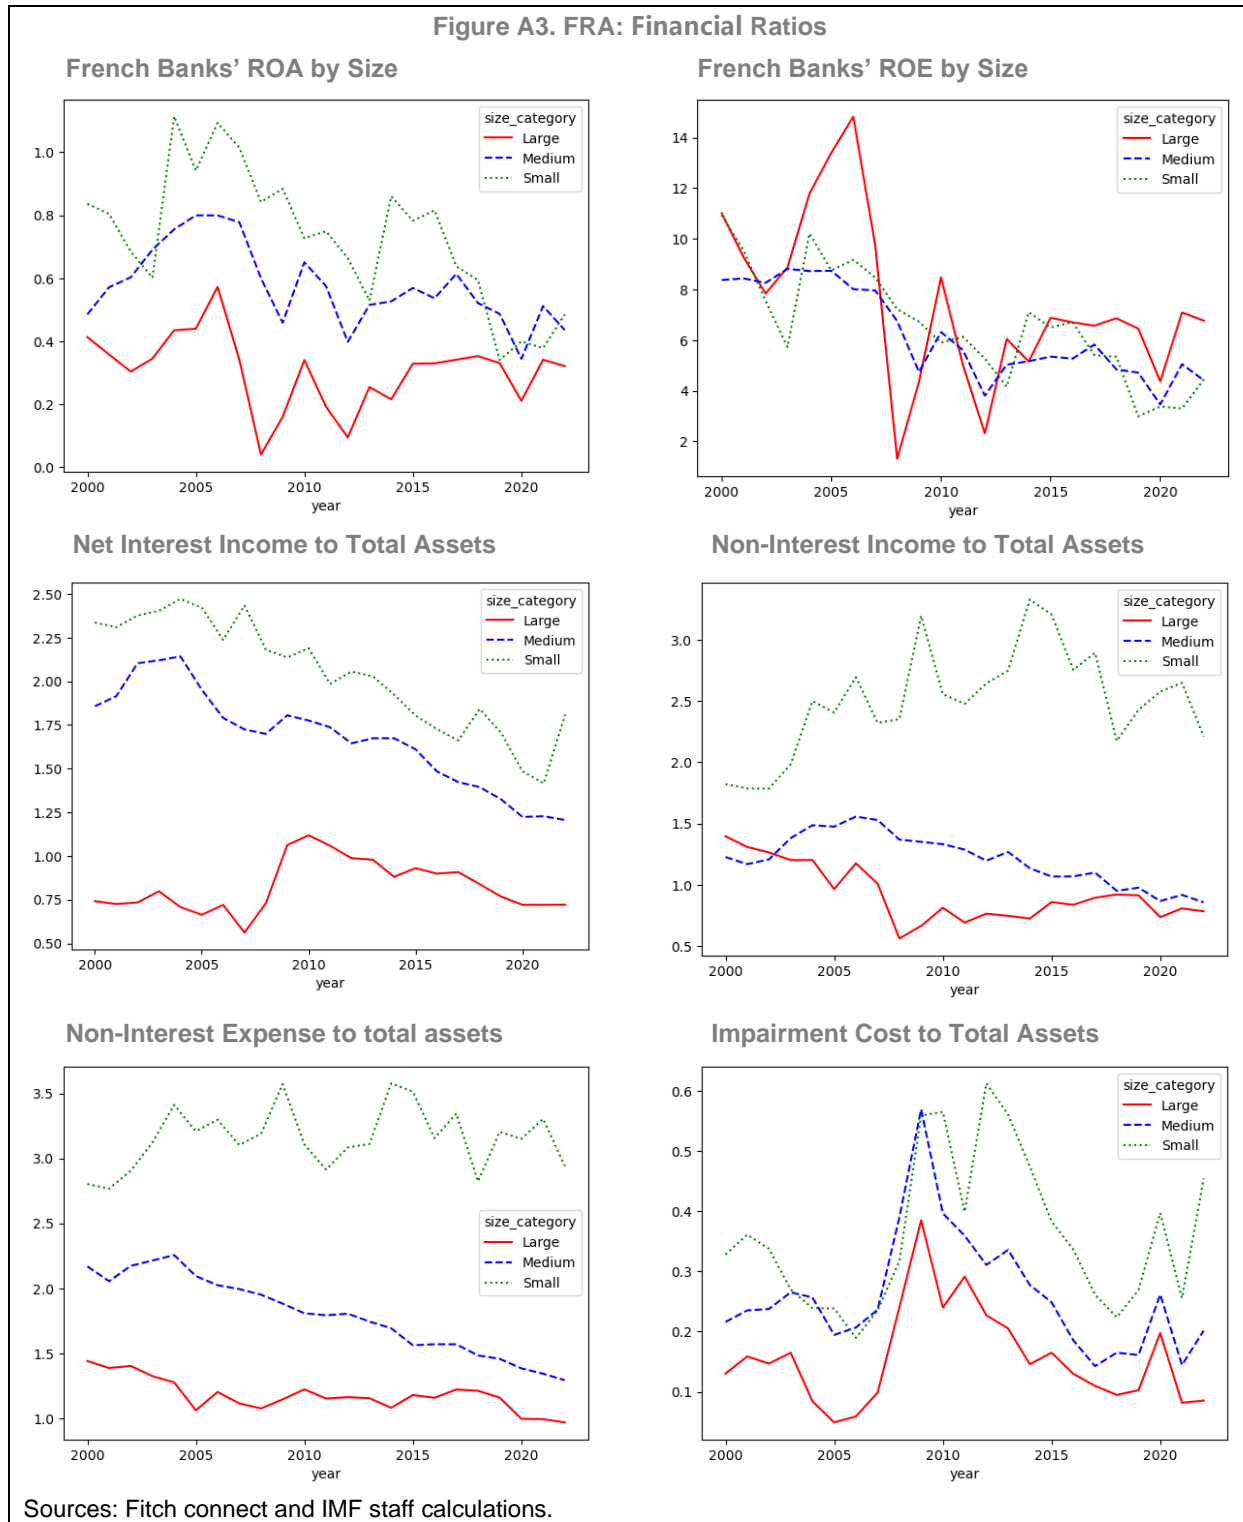 Figure A3. FRA: Financial Ratios
French Banks' ROA by Size
1.0
0.8
0.6
0.4
0.2
0.0
2000 2005 2010 2015 2020
year
size_category
Large
Medium
Small
French Banks' ROE by Size
14
12
10
8
6
4
2
2000 2005 2010 2015 2020
year
size_category
Large
Medium
Small
Net Interest Income to Total Assets
2.50
2.25
2.00
1.75
1.50
1.25
1.00
0.75
0.50
2000 2005 2010 2015 2020
year
size_category
Large
Medium
Small
Non-Interest Income to Total Assets
3.0
2.5
2.0
1.5
1.0
0.5
2000 2005 2010 2015 2020
year
size_category
Large
Medium
Small
Non-Interest Expense to total assets
3.5
3.0
2.5
2.0
1.5
1.0
2000 2005 2010 2015 2020
year
size_category
Large
Medium
Small
Impairment Cost to Total Assets
0.6
0.5
0.4
0.3
0.2
0.1
2000 2005 2010 2015 2020
year
size_category
Large
Medium
Small
Sources: Fitch connect and IMF staff calculations.